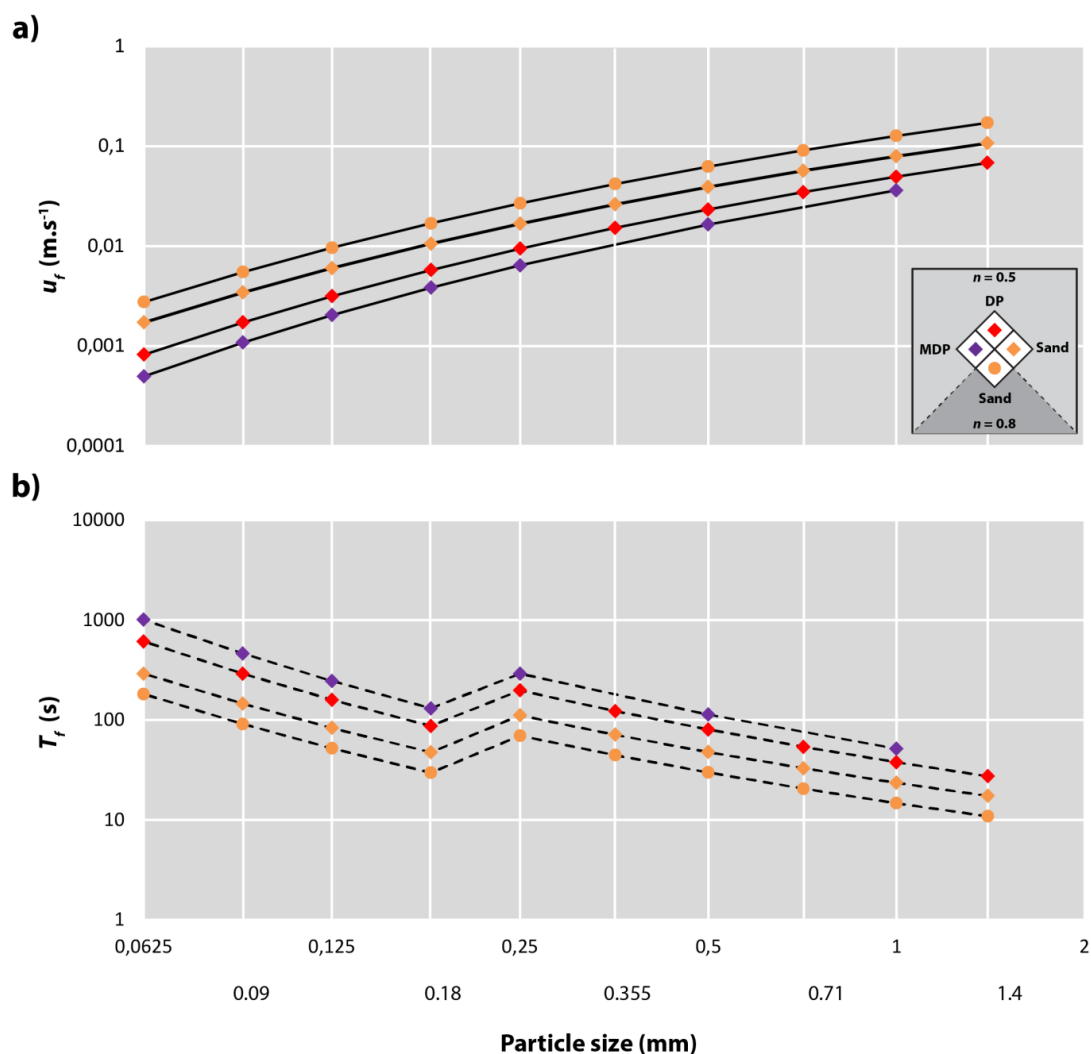 a)
1
0,1
0,01
0,001
0,0001
u_f (m.s⁻¹)
n = 0.5
DP
MDP
Sand
Sand
n = 0.8
b)
10000
1000
100
10
1
T_f (s)
0,0625
0,125
0,25
0,5
1
2
0.09
0.18
0.355
0.71
1.4
Particle size (mm)